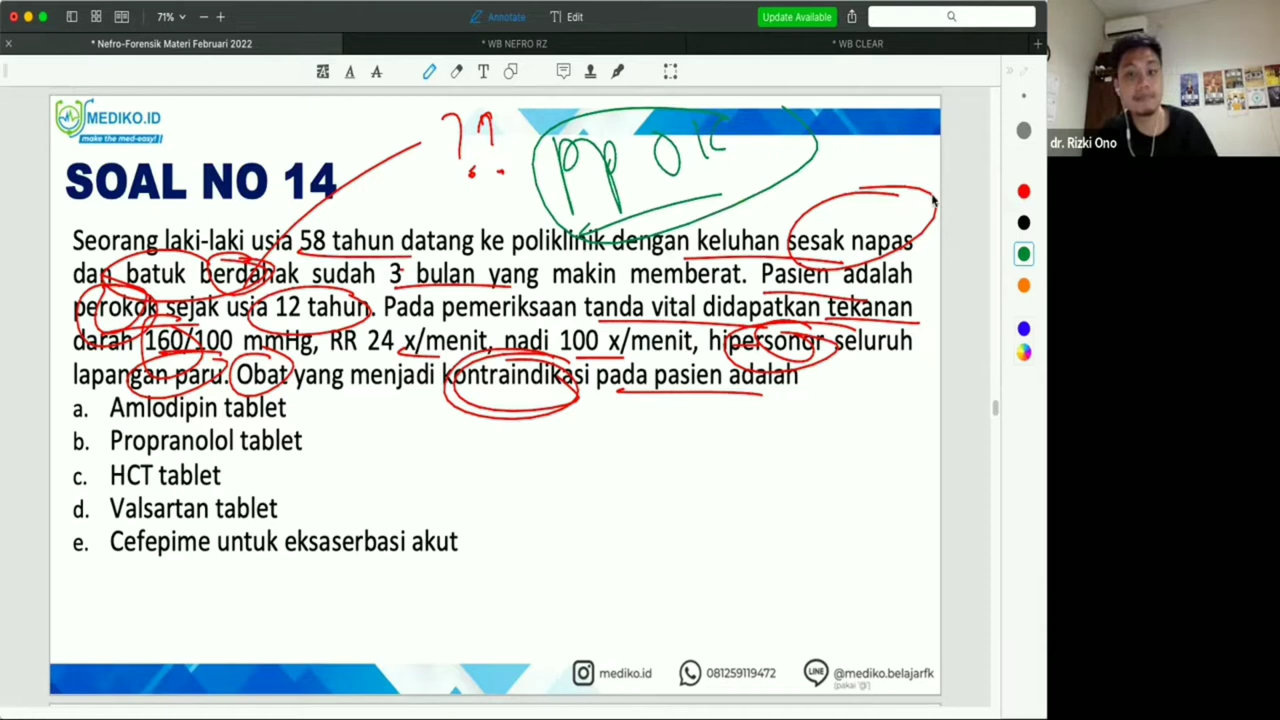 71%
Annotate
Edit
Update Available
* Nefro-Forensik Materi Februari 2022
* WB NEFRO RZ
* WB CLEAR
MEDIKO.ID
make the med-easy!
?? PPOK
SOAL NO 14
dr. Rizki Ono
Seorang laki-laki usia 58 tahun datang ke poliklinik dengan keluhan sesak napas
dan batuk berdahak sudah 3 bulan yang makin memberat. Pasien adalah
perokok sejak usia 12 tahun. Pada pemeriksaan tanda vital didapatkan tekanan
darah 160/100 mmHg, RR 24 x/menit, nadi 100 x/menit, hipersonor seluruh
lapangan paru. Obat yang menjadi kontraindikasi pada pasien adalah
a. Amlodipin tablet
b. Propranolol tablet
c. HCT tablet
d. Valsartan tablet
e. Cefepime untuk eksaserbasi akut
mediko.id
081259119472
LINE
@mediko.belajarfk
(pakai '@')